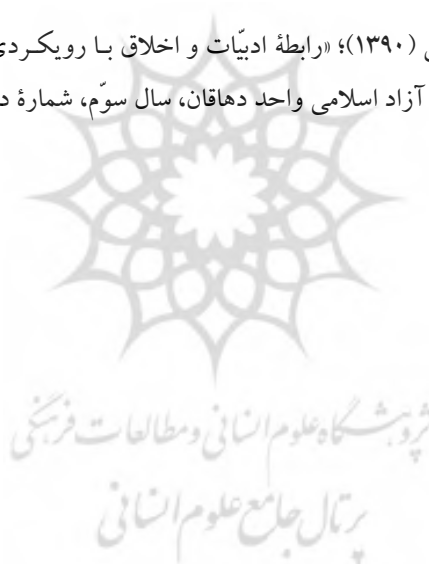 (۱۳۹۰)؛ «رابطهٔ ادبیّات و اخلاق بـا رویکـردی
آزاد اسلامی واحد دهاقان، سال سوّم، شمارهٔ د
پژوهشگاه علوم انسانی و مطالعات فرهنگی
پرتال جامع علوم انسانی